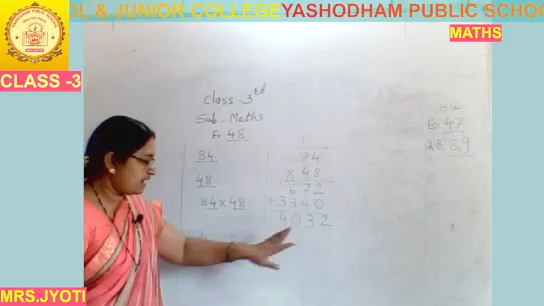 OL & JUNIOR COLLEGE YASHODHAM PUBLIC SCHOO
MATHS
CLASS -3
Class-3rd
Sub - Maths
Ex 48
84
48
84 x 48
84
x 48
672
+ 3360
4032
Ex 47
MRS.JYOTI